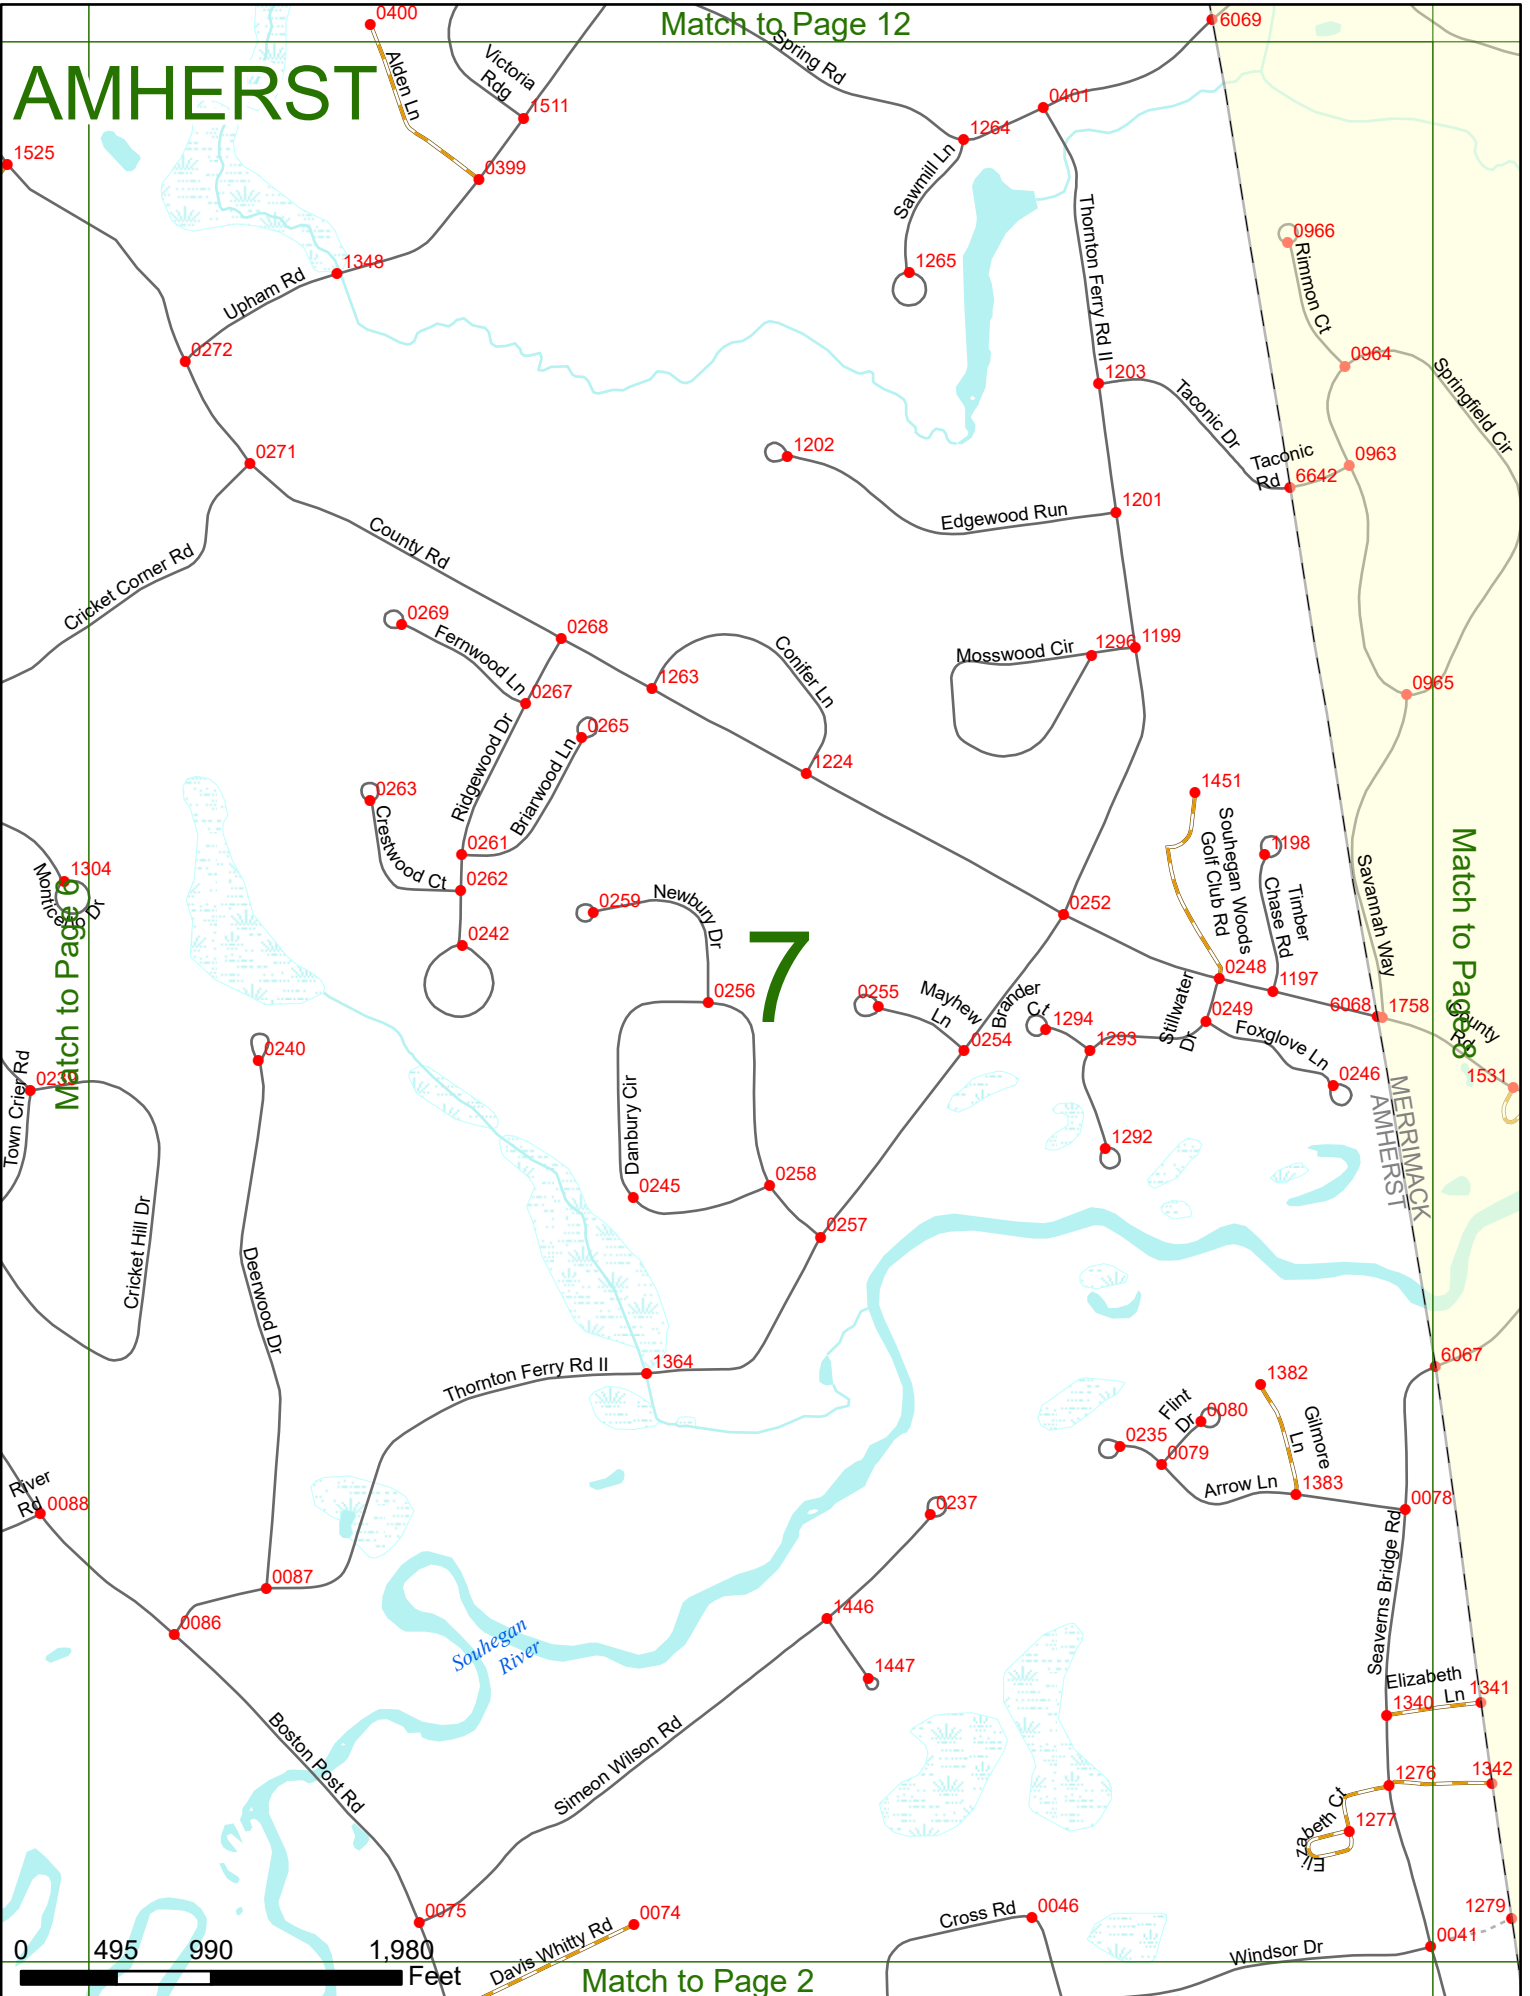 Match to Page 12
0400
6069
AMHERST
Alden Ln
Victoria
Rdg
Spring Rd
1511
0401
1264
1525
0399
Sawmill Ln
Thornton Ferry Rd II
0966
Rimmon Ct
1348
1265
Upham Rd
0272
0964
Springfield Cir
1203
Taconic Dr
1202
0271
Taconic
Rd
0963
6642
County Rd
Edgewood Run
1201
Cricket Corner Rd
0269
Fernwood Ln
0268
Conifer Ln
Mosswood Cir
1296
1199
1263
0267
0965
Ridgewood Dr
0265
Briarwood Ln
1224
0263
Crestwood Ct
1451
Souhegan Woods
Golf Club Rd
0261
1198
Timber
Chase Rd
Savannah Way
Match to Page 8
1304
Monticello Dr
Match to Page 6
0262
0259
Newbury Dr
0252
7
0242
0248
1197
0256
0255
Mayhew
Ln
Brander
Ct
1294
Stillwater
Dr
0249
6068
1758
County
Rd
0240
0254
1293
Foxglove Ln
Town Crier Rd
0239
0246
1531
MERRIMACK
AMHERST
Danbury Cir
1292
0245
0258
Cricket Hill Dr
0257
Deerwood Dr
Thornton Ferry Rd II
1364
6067
1382
Flint
Dr
0080
Gilmore
Ln
0235
0079
River
Rd
0088
Arrow Ln
1383
0078
0237
Seaverns Bridge Rd
0087
0086
1446
Souhegan
River
1447
Elizabeth
Ln
1341
1340
Boston Post Rd
Simeon Wilson Rd
1276
1342
Elizabeth Ct
1277
0075
0074
Cross Rd
0046
1279
0041
Davis Whitty Rd
Windsor Dr
0 495 990 1,980
Feet
Match to Page 2